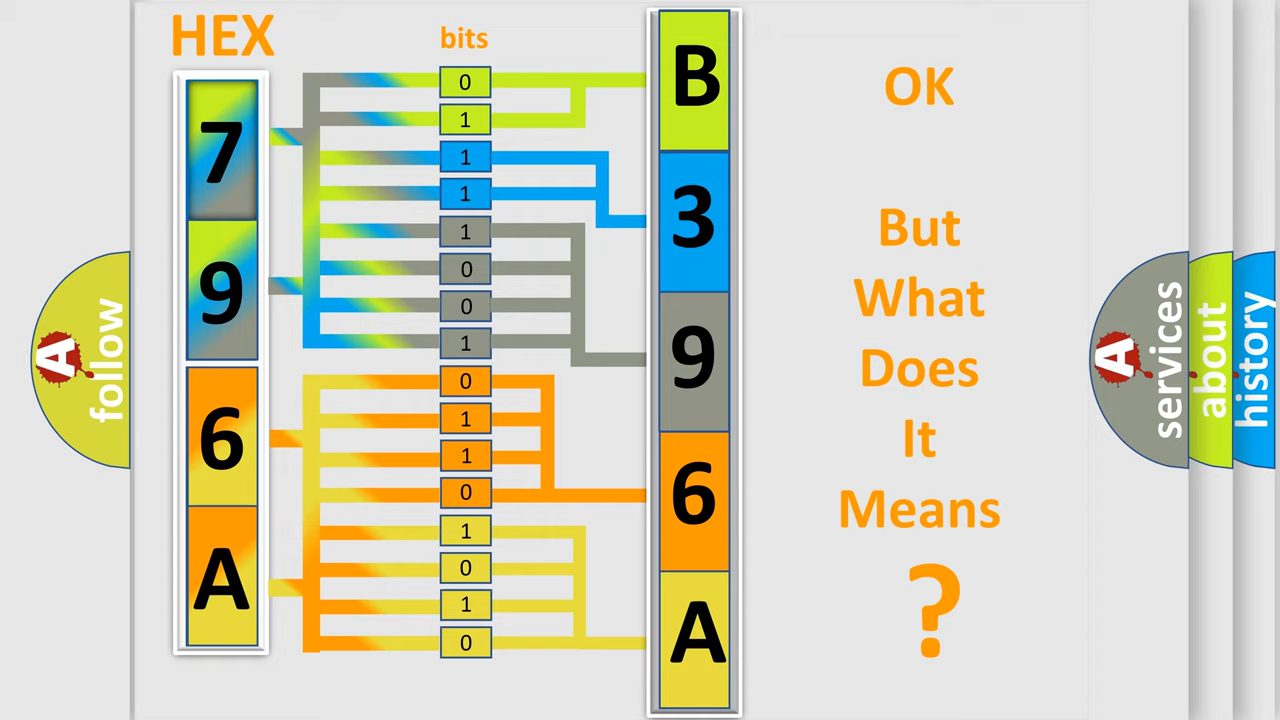 HEX
bits
7
9
6
A
0
1
1
1
1
0
0
1
0
1
1
0
1
0
1
0
B
3
9
6
A
OK
But
What
Does
It
Means
?
A
follow
A
services
about
history